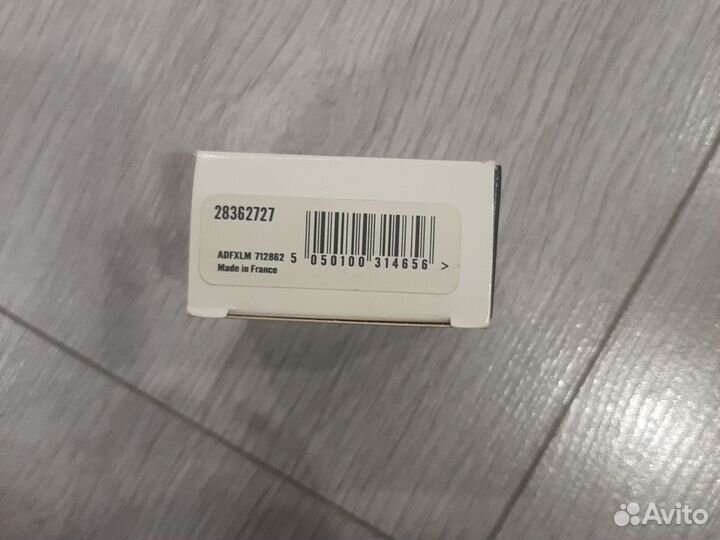 28362727
ADFXLM 712862
Made in France
5 050100 314656 >
Avito